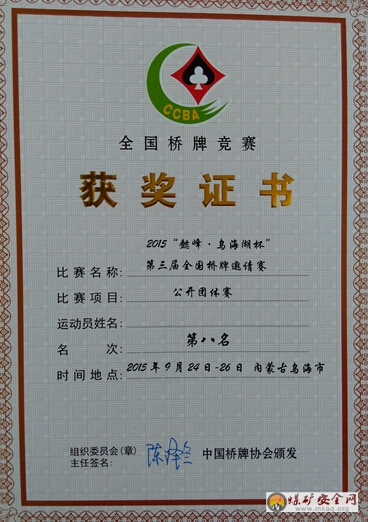 CCBA
全国桥牌竞赛
获奖证书
2015“懿峰·乌海湖杯”
比赛名称：第三届全国桥牌邀请赛
比赛项目：公开团体赛
运动员姓名：
名 次：第八名
时间地点：2015年9月24日-26日 内蒙古乌海市
组织委员会(章)
主任签名：
中国桥牌协会颁发
煤矿安全网
www.mkaq.org